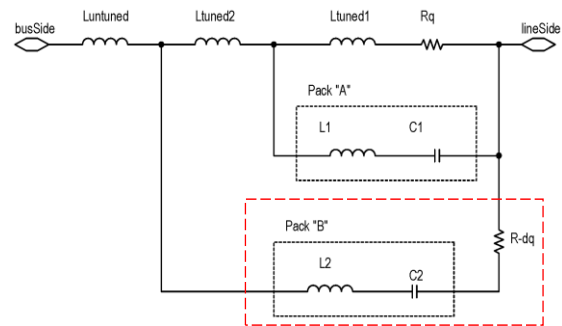 Luntuned Ltuned2 Ltuned1 Rq
busSide lineSide
Pack "A"
L1 C1
Pack "B"
R-dq
L2 C2